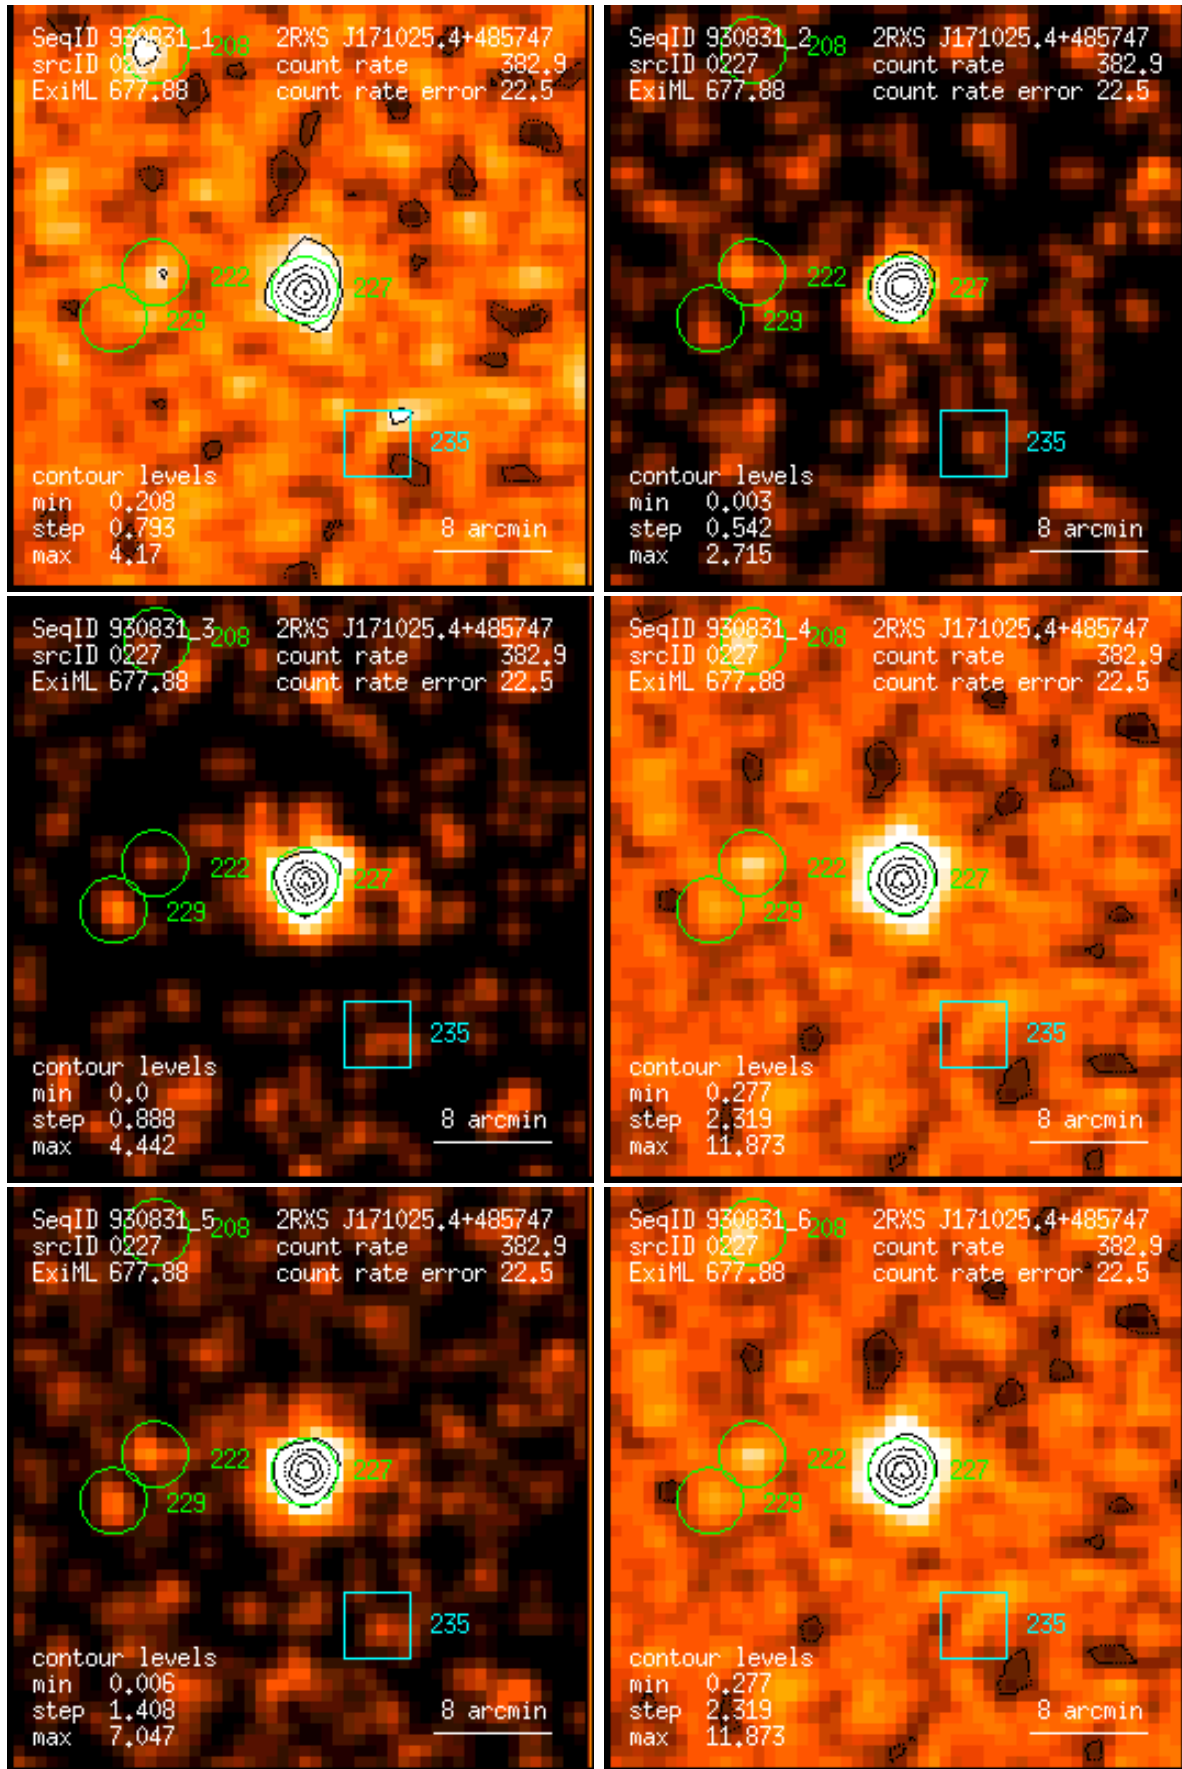 SeqID 930831_1 208 2RXS J171025.4+485747
srcID 0227 count rate 382.9
ExiML 677.88 count rate error 22.5
222 227
229
235
contour levels
min 0.208
step 0.793 8 arcmin
max 4.17
SeqID 930831_2 208 2RXS J171025.4+485747
srcID 0227 count rate 382.9
ExiML 677.88 count rate error 22.5
222 227
229
235
contour levels
min 0.003
step 0.542 8 arcmin
max 2.715
SeqID 930831_3 208 2RXS J171025.4+485747
srcID 0227 count rate 382.9
ExiML 677.88 count rate error 22.5
222 227
229
235
contour levels
min 0.0
step 0.888 8 arcmin
max 4.442
SeqID 930831_4 208 2RXS J171025.4+485747
srcID 0227 count rate 382.9
ExiML 677.88 count rate error 22.5
222 227
229
235
contour levels
min 0.277
step 2.319 8 arcmin
max 11.873
SeqID 930831_5 208 2RXS J171025.4+485747
srcID 0227 count rate 382.9
ExiML 677.88 count rate error 22.5
222 227
229
235
contour levels
min 0.006
step 1.408 8 arcmin
max 7.047
SeqID 930831_6 208 2RXS J171025.4+485747
srcID 0227 count rate 382.9
ExiML 677.88 count rate error 22.5
222 227
229
235
contour levels
min 0.277
step 2.319 8 arcmin
max 11.873